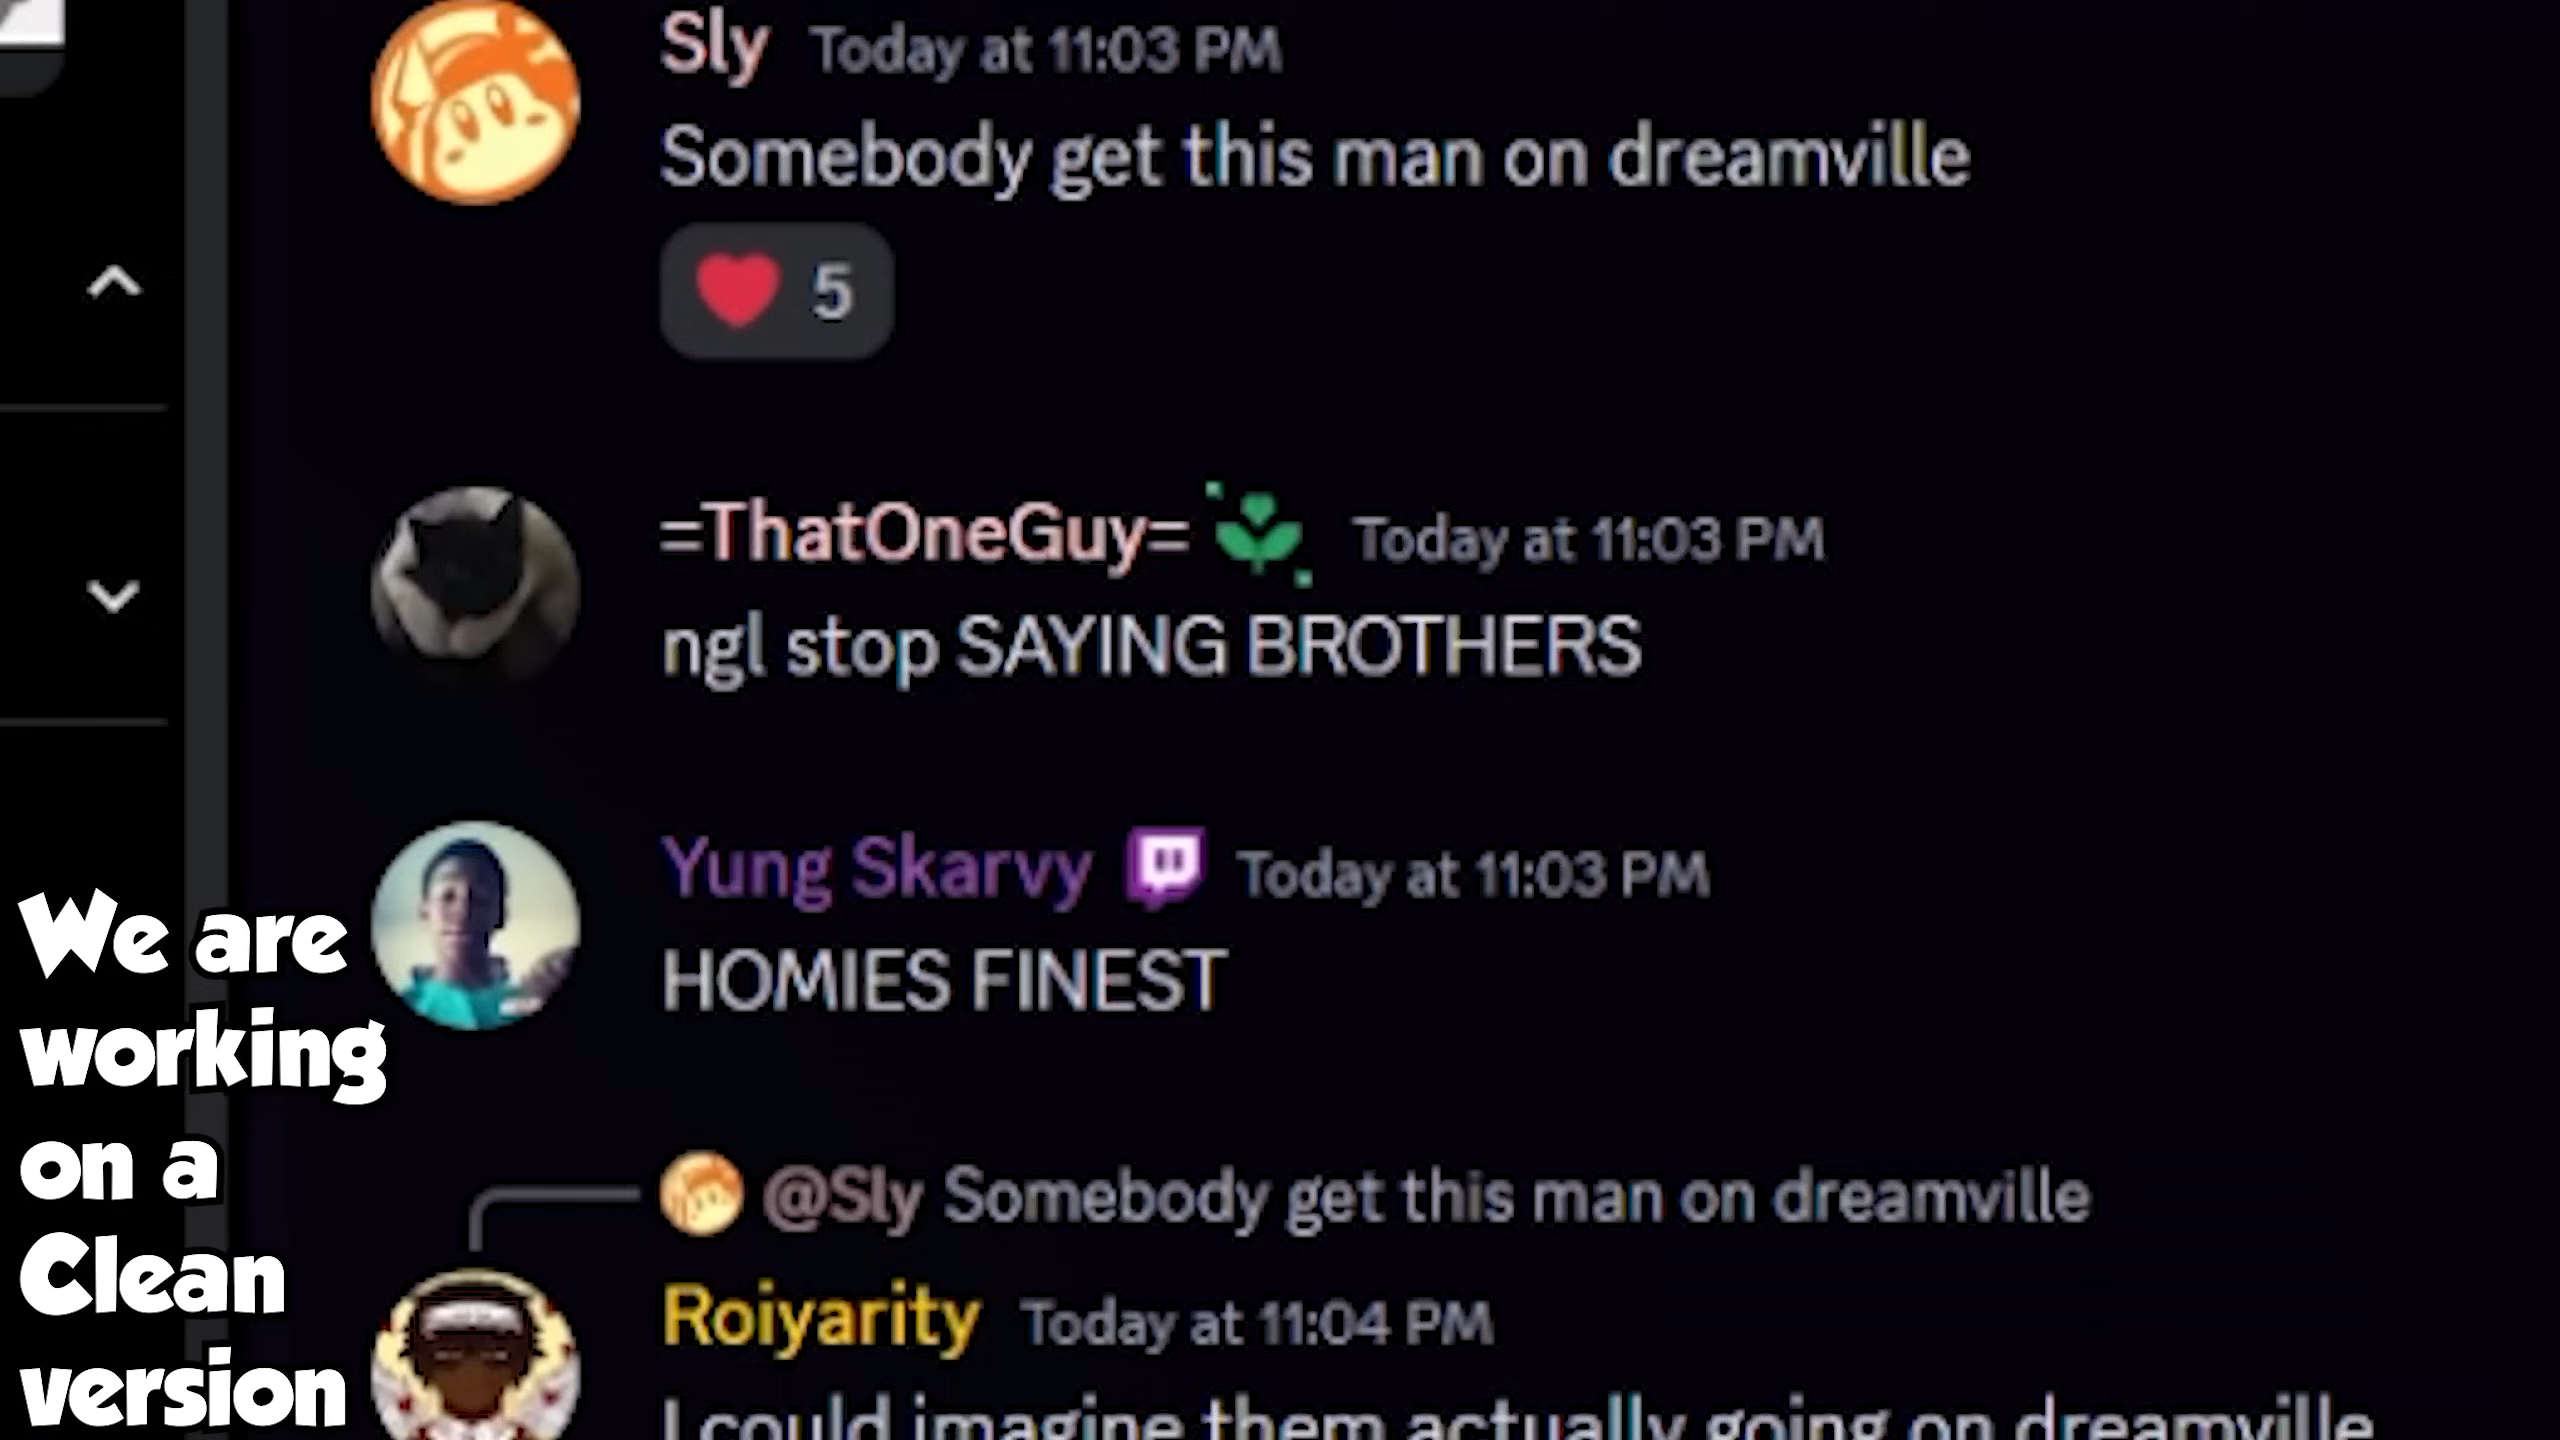 Sly Today at 11:03 PM
Somebody get this man on dreamville
5
=ThatOneGuy= Today at 11:03 PM
ngl stop SAYING BROTHERS
Yung Skarvy Today at 11:03 PM
HOMIES FINEST
@Sly Somebody get this man on dreamville
Roiyarity Today at 11:04 PM
I could imagine them actually going on dreamville
We are
working
on a
Clean
version